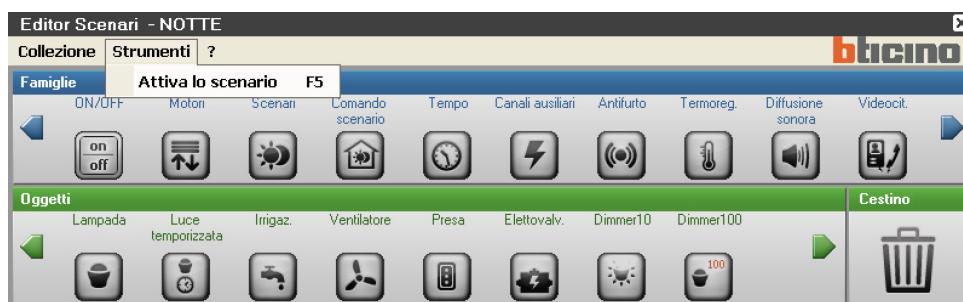 Editor Scenari - NOTTE
Collezione Strumenti ?
bticino
Attiva lo scenario F5
Famiglie
ON/OFF Motori Scenari Comando scenario Tempo Canali ausiliari Antifurto Termoreg. Diffusione sonora Videocit.
on
off
Oggetti Cestino
Lampada Luce temporizzata Irrigaz. Ventilatore Presa Elettovalv. Dimmer10 Dimmer100
100